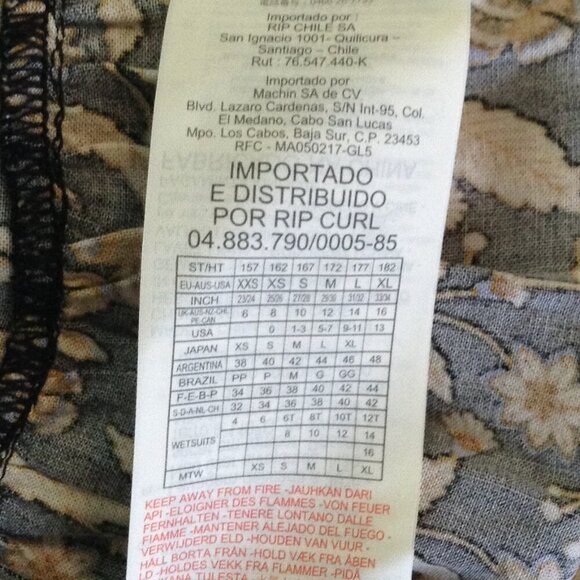 Importado por :
RIP CHILE SA
San Ignacio 1001- Quilicura –
Santiago – Chile
Rut : 76.547.440-K
Importado por
Machin SA de CV
Blvd. Lazaro Cardenas, S/N Int-95, Col.
El Medano, Cabo San Lucas
Mpo. Los Cabos, Baja Sur, C.P. 23453
RFC - MA050217-GL5
IMPORTADO
E DISTRIBUIDO
POR RIP CURL
04.883.790/0005-85
ST/HT 157 162 167 172 177 182
EU-AUS-USA XXS XS S M L XL
INCH 23/24 25/26 27/28 29/30 31/32 33/34
UK-AUS-NZ-CHL 6 8 10 12 14 16
PE-CAN
USA 0 1-3 5-7 9-11 13
JAPAN XS S M L XL
ARGENTINA 38 40 42 44 46 48
BRAZIL PP P M G GG
F-E-B-P 34 36 38 40 42 44
S-D-A-NL-CH 32 34 36 38 40 42
WETSUITS 4 6 6T 8T 10T 12T
8 10 12 14
16
MTW XS S M L XL
KEEP AWAY FROM FIRE -JAUHKAN DARI
API -ELOIGNER DES FLAMMES -VON FEUER
FERNHALTEN -TENERE LONTANO DALLE
FIAMME -MANTENER ALEJADO DEL FUEGO -
VERWIJDERD ELD -HOUDEN VAN VUUR -
HÅLL BORTA FRÅN -HOLD VÆK FRA ÅBEN
LD -HOLDES VEKK FRA FLAMMER -PIDÄ
TULESTA